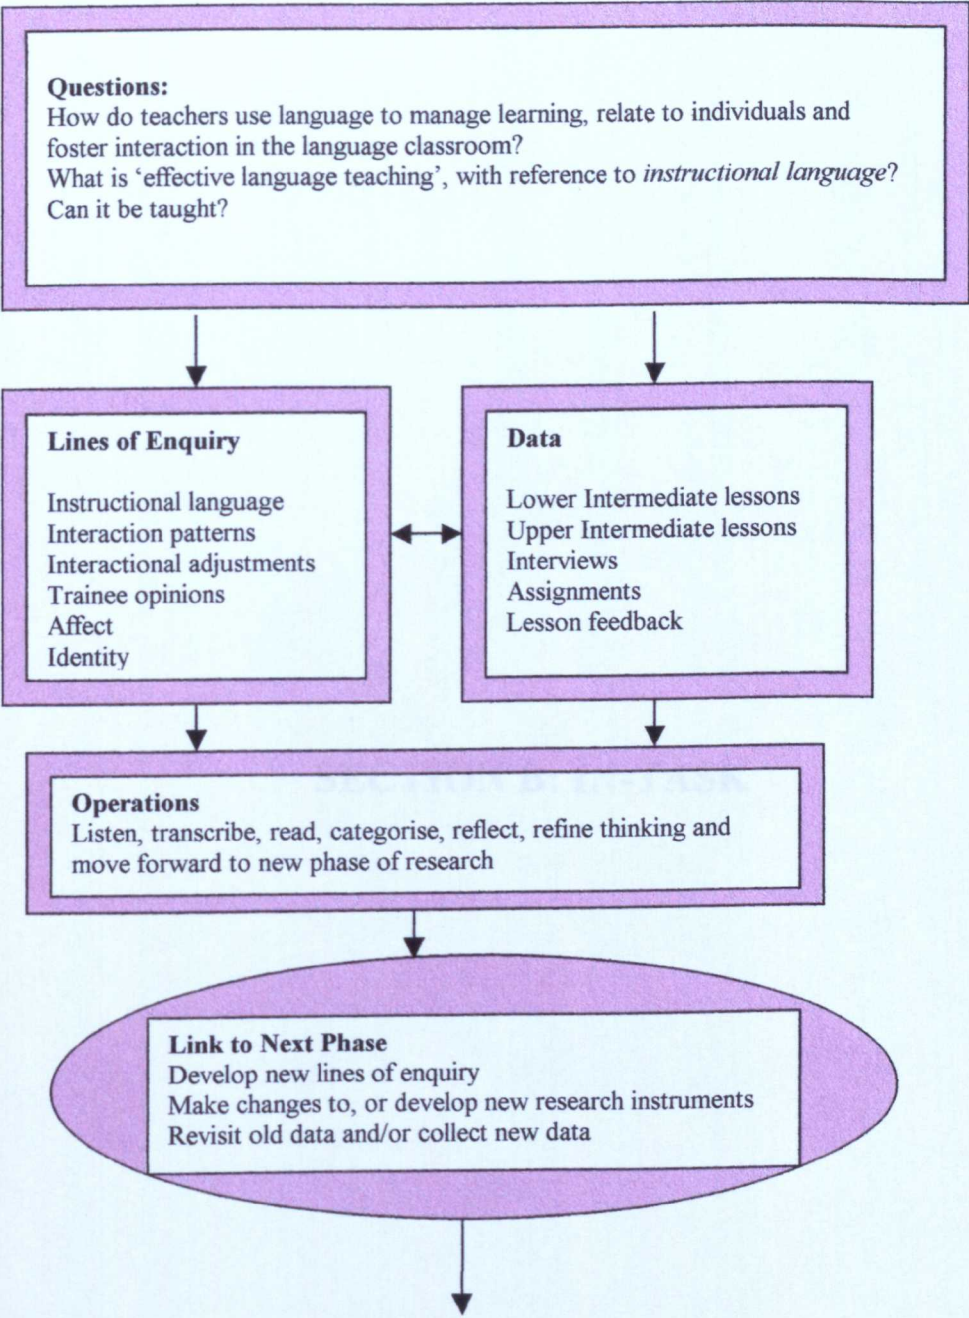 Questions:
How do teachers use language to manage learning, relate to individuals and
foster interaction in the language classroom?
What is ‘effective language teaching’, with reference to instructional language?
Can it be taught?
Lines of Enquiry
Instructional language
Interaction patterns
Interactional adjustments
Trainee opinions
Affect
Identity
Data
Lower Intermediate lessons
Upper Intermediate lessons
Interviews
Assignments
Lesson feedback
Operations
Listen, transcribe, read, categorise, reflect, refine thinking and
move forward to new phase of research
SECTION B: IN-TASK
Link to Next Phase
Develop new lines of enquiry
Make changes to, or develop new research instruments
Revisit old data and/or collect new data